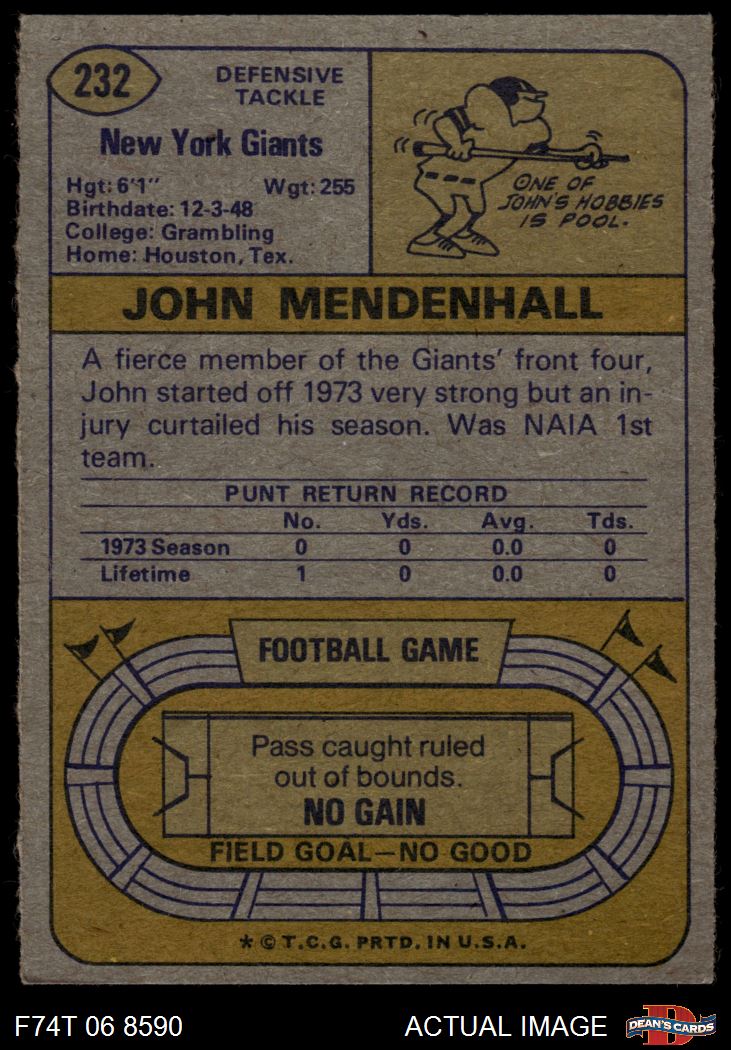 232
DEFENSIVE
TACKLE
New York Giants
Hgt: 6'1" Wgt: 255
Birthdate: 12-3-48
College: Grambling
Home: Houston, Tex.
ONE OF
JOHN'S HOBBIES
IS POOL.
JOHN MENDENHALL
A fierce member of the Giants' front four,
John started off 1973 very strong but an in-
jury curtailed his season. Was NAIA 1st
team.
PUNT RETURN RECORD
No. Yds. Avg. Tds.
1973 Season 0 0 0.0 0
Lifetime 1 0 0.0 0
FOOTBALL GAME
Pass caught ruled
out of bounds.
NO GAIN
FIELD GOAL—NO GOOD
* © T.C.G. PRTD. IN U.S.A.
F74T 06 8590 ACTUAL IMAGE
D
DEAN'S CARDS